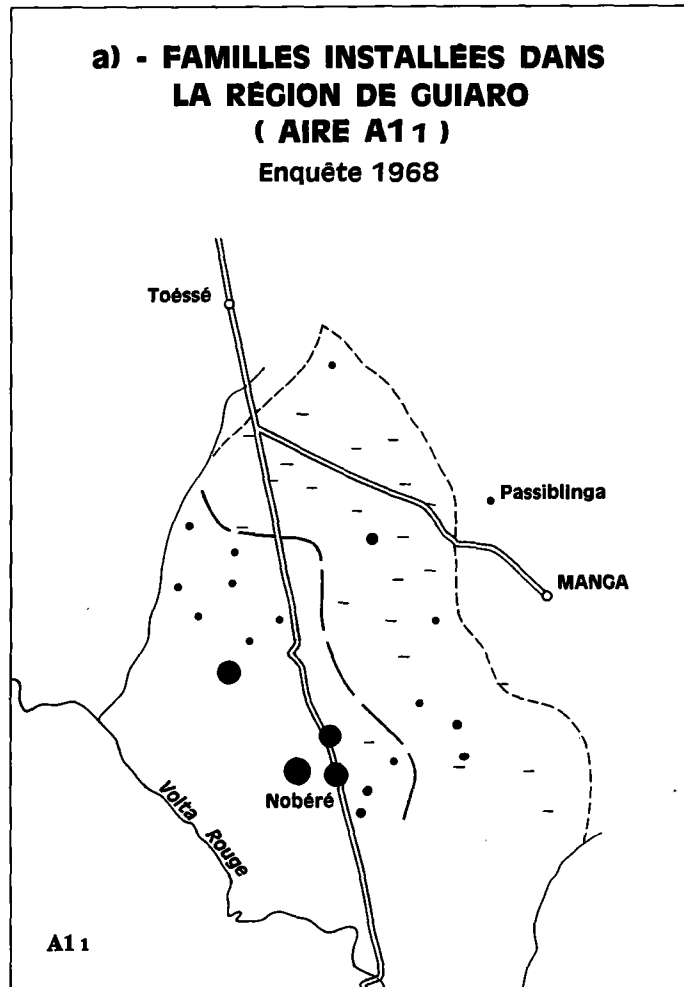 a) - FAMILLES INSTALLÉES DANS
LA RÉGION DE GUIARO
( AIRE A1 1 )
Enquête 1968
Toéssé
Passiblinga
MANGA
Nobéré
Volta Rouge
A1 1